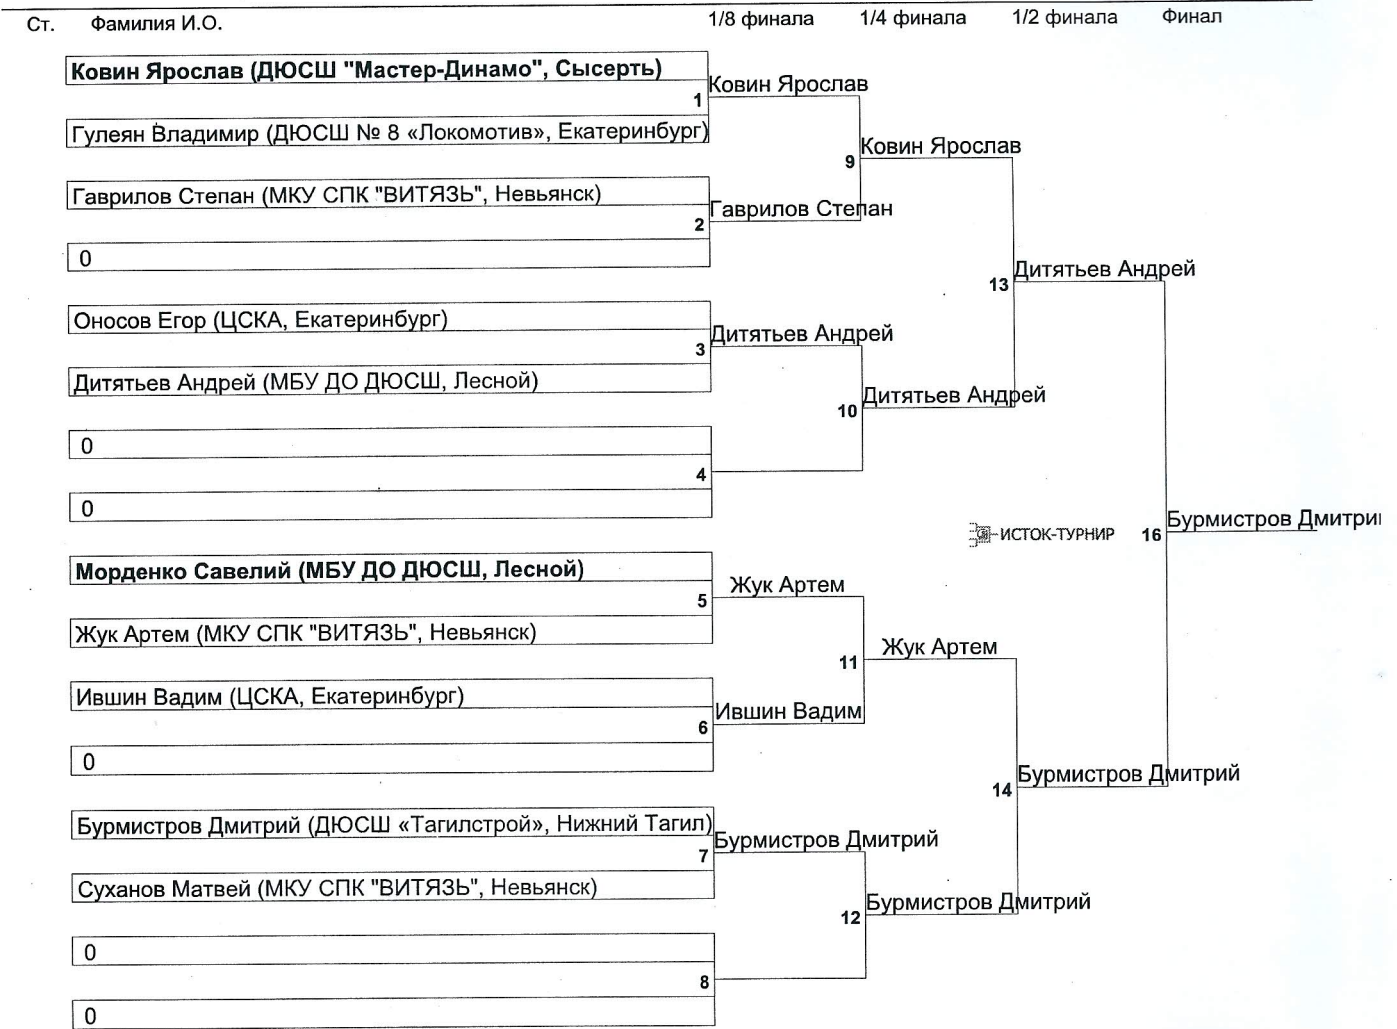 Ст. Фамилия И.О. 1/8 финала 1/4 финала 1/2 финала Финал
Ковин Ярослав (ДЮСШ "Мастер-Динамо", Сысерть)
Ковин Ярослав
1
Гулеян Владимир (ДЮСШ № 8 «Локомотив», Екатеринбург)
Ковин Ярослав
9
Гаврилов Степан (МКУ СПК "ВИТЯЗЬ", Невьянск)
Гаврилов Степан
2
0
Дитятьев Андрей
13
Оносов Егор (ЦСКА, Екатеринбург)
Дитятьев Андрей
3
Дитятьев Андрей (МБУ ДО ДЮСШ, Лесной)
Дитятьев Андрей
10
0
4
0
Бурмистров Дмитрий
ИСТОК-ТУРНИР 16
Морденко Савелий (МБУ ДО ДЮСШ, Лесной)
Жук Артем
5
Жук Артем (МКУ СПК "ВИТЯЗЬ", Невьянск)
Жук Артем
11
Ившин Вадим (ЦСКА, Екатеринбург)
Ившин Вадим
6
0
Бурмистров Дмитрий
14
Бурмистров Дмитрий (ДЮСШ «Тагилстрой», Нижний Тагил)
Бурмистров Дмитрий
7
Суханов Матвей (МКУ СПК "ВИТЯЗЬ", Невьянск)
Бурмистров Дмитрий
12
0
8
0